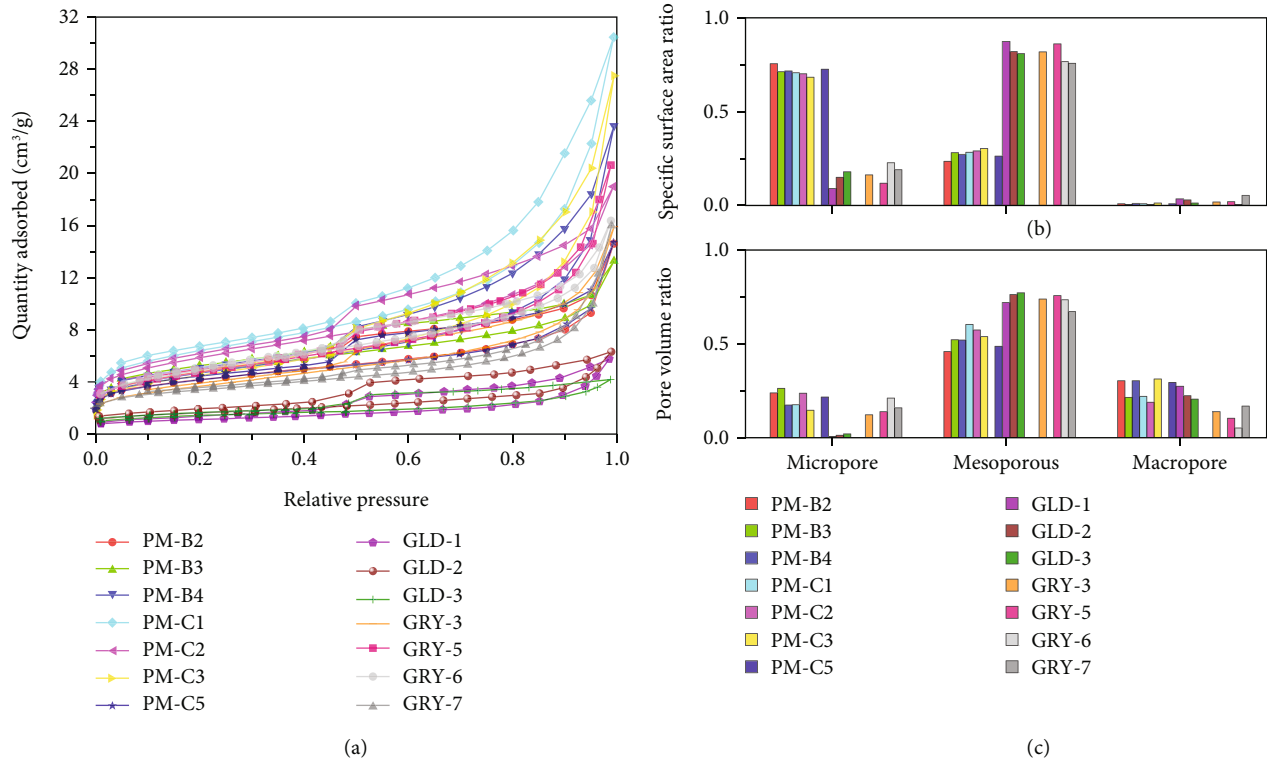 32
28
24
20
16
12
8
4
0
Quantity adsorbed (cm³/g)
0.0 0.2 0.4 0.6 0.8 1.0
Relative pressure
PM-B2
PM-B3
PM-B4
PM-C1
PM-C2
PM-C3
PM-C5
GLD-1
GLD-2
GLD-3
GRY-3
GRY-5
GRY-6
GRY-7
(a)
1.0
0.5
0.0
Specific surface area ratio
(b)
1.0
0.5
0.0
Pore volume ratio
Micropore Mesoporous Macropore
PM-B2
PM-B3
PM-B4
PM-C1
PM-C2
PM-C3
PM-C5
GLD-1
GLD-2
GLD-3
GRY-3
GRY-5
GRY-6
GRY-7
(c)